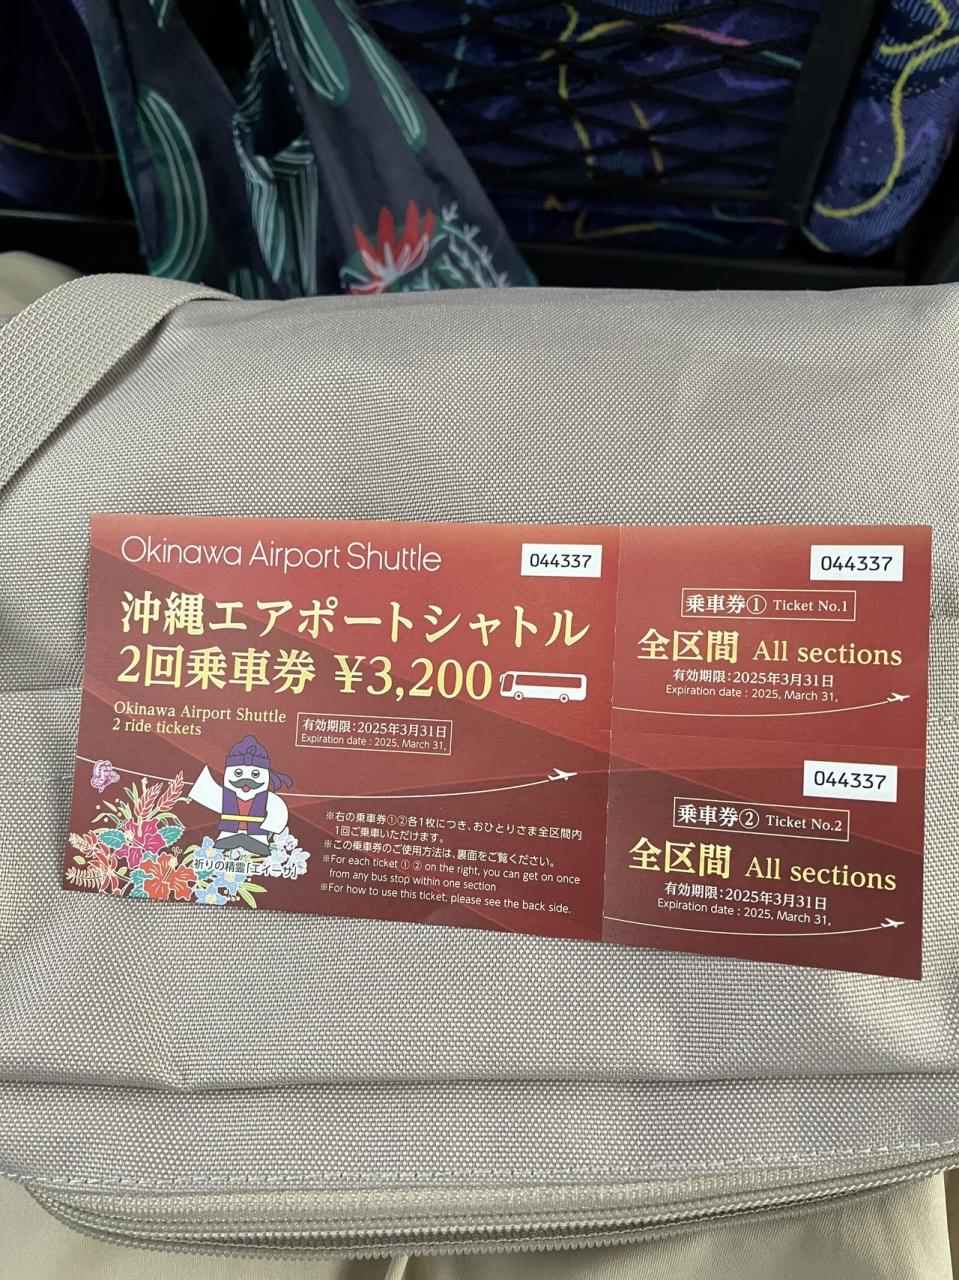 Okinawa Airport Shuttle
044337
沖縄エアポートシャトル
2回乗車券 ¥3,200
Okinawa Airport Shuttle
2 ride tickets
有効期限:2025年3月31日
Expiration date : 2025, March 31.
祈りの精霊「エイーサ」
※右の乗車券①②各1枚につき、おひとりさま全区間内
1回ご乗車いただけます。
※この乗車券のご使用方法は、裏面をご覧ください。
※For each ticket ① ② on the right, you can get on once
from any bus stop within one section
※For how to use this ticket, please see the back side.
044337
乗車券① Ticket No.1
全区間 All sections
有効期限:2025年3月31日
Expiration date : 2025, March 31.
044337
乗車券② Ticket No.2
全区間 All sections
有効期限:2025年3月31日
Expiration date : 2025, March 31.